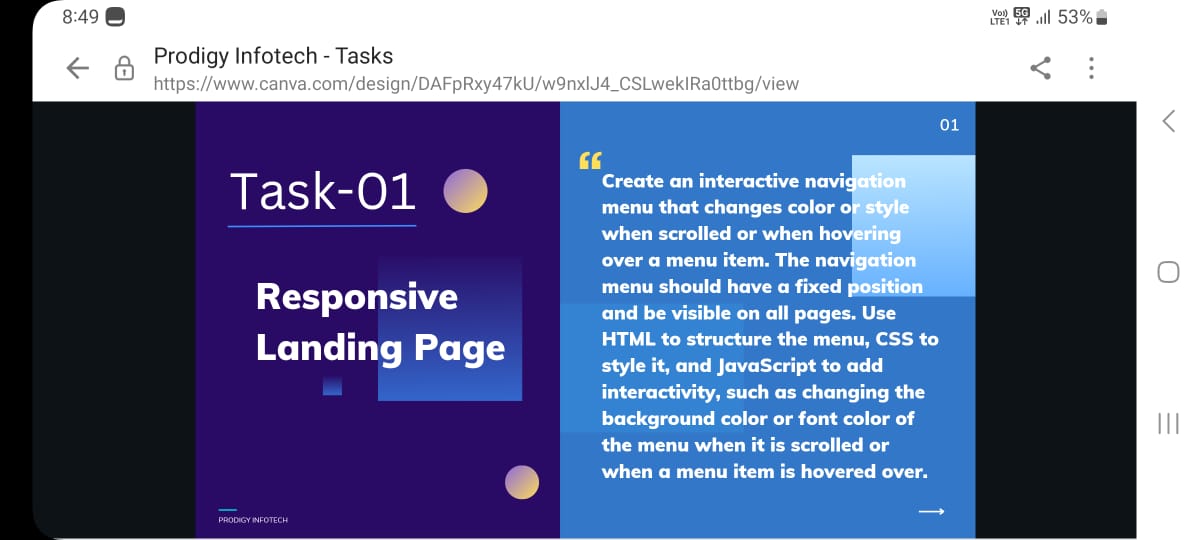 8:49
Vo)) 5G
LTE1 53%
Prodigy Infotech - Tasks
https://www.canva.com/design/DAFpRxy47kU/w9nxIJ4_CSLwekIRa0ttbg/view
01
Task-01
Responsive
Landing Page
PRODIGY INFOTECH
“
Create an interactive navigation
menu that changes color or style
when scrolled or when hovering
over a menu item. The navigation
menu should have a fixed position
and be visible on all pages. Use
HTML to structure the menu, CSS to
style it, and JavaScript to add
interactivity, such as changing the
background color or font color of
the menu when it is scrolled or
when a menu item is hovered over.